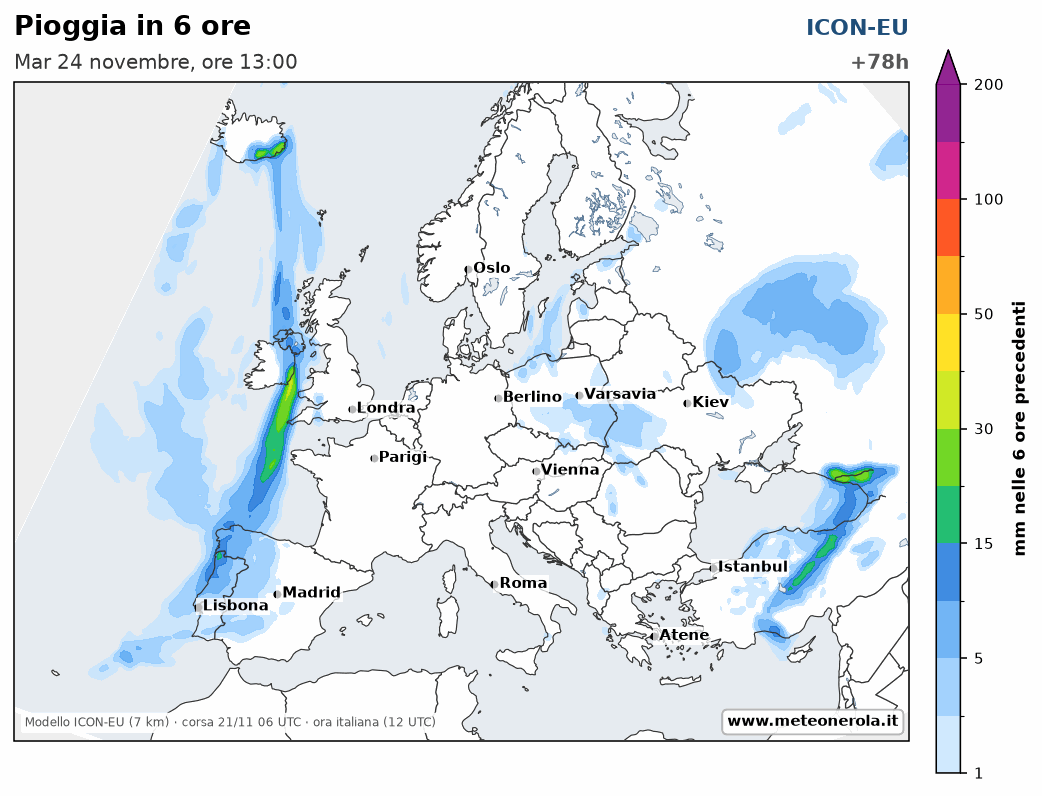 Pioggia in 6 ore
ICON-EU
Mar 24 novembre, ore 13:00
+78h
200
100
50
30
15
5
1
mm nelle 6 ore precedenti
Oslo
Londra
Berlino
Varsavia
Kiev
Parigi
Vienna
Istanbul
Roma
Madrid
Lisbona
Atene
Modello ICON-EU (7 km) · corsa 21/11 06 UTC · ora italiana (12 UTC)
www.meteonerola.it